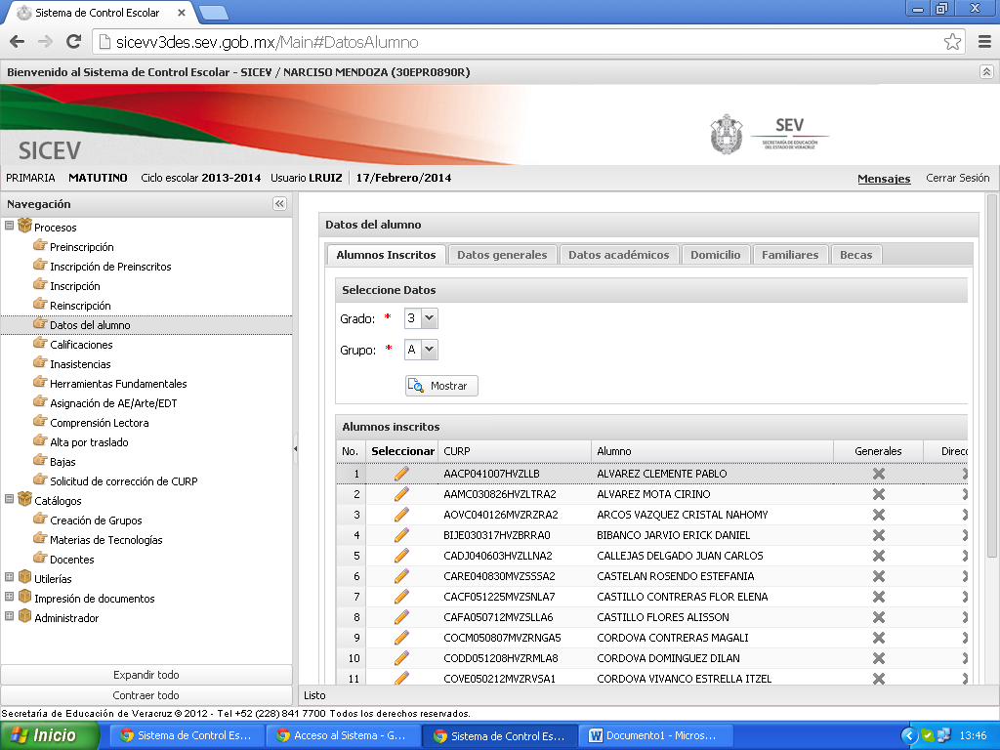 Sistema de Control Escolar
sicevv3des.sev.gob.mx/Main#DatosAlumno
Bienvenido al Sistema de Control Escolar - SICEV / NARCISO MENDOZA (30EPR0890R)
SICEV
SEV
SECRETARÍA DE EDUCACIÓN
DEL ESTADO DE VERACRUZ
PRIMARIA MATUTINO Ciclo escolar 2013-2014 Usuario LRUIZ 17/Febrero/2014 Mensajes Cerrar Sesión
Navegación
Procesos
Preinscripción
Inscripción de Preinscritos
Inscripción
Reinscripción
Datos del alumno
Calificaciones
Inasistencias
Herramientas Fundamentales
Asignación de AE/Arte/EDT
Comprensión Lectora
Alta por traslado
Bajas
Solicitud de corrección de CURP
Catálogos
Creación de Grupos
Materias de Tecnologías
Docentes
Utilerías
Impresión de documentos
Administrador
Expandir todo
Contraer todo
Datos del alumno
Alumnos Inscritos Datos generales Datos académicos Domicilio Familiares Becas
Seleccione Datos
Grado: * 3
Grupo: * A
Mostrar
Alumnos inscritos
No. Seleccionar CURP Alumno Generales Direcc
1 AACP041007HVZLLB ALVAREZ CLEMENTE PABLO
2 AAMC030826HVZLTRA2 ALVAREZ MOTA CIRINO
3 AOVC040126MVZRZRA2 ARCOS VAZQUEZ CRISTAL NAHOMY
4 BIJE030317HVZBRRA0 BIBANCO JARVIO ERICK DANIEL
5 CADJ040603HVZLLNA2 CALLEJAS DELGADO JUAN CARLOS
6 CARE040830MVZSSSA2 CASTELAN ROSENDO ESTEFANIA
7 CACF051225MVZSNLA7 CASTILLO CONTRERAS FLOR ELENA
8 CAFA050712MVZSLLA6 CASTILLO FLORES ALISSON
9 COCM050807MVZRNGA5 CORDOVA CONTRERAS MAGALI
10 CODD051208HVZRMLA8 CORDOVA DOMINGUEZ DILAN
11 COVE050212MVZRVSA1 CORDOVA VIVANCO ESTRELLA ITZEL
Listo
Secretaría de Educación de Veracruz © 2012 - Tel +52 (228) 841 7700 Todos los derechos reservados.
Inicio Sistema de Control Es... Acceso al Sistema - G... Sistema de Control Es... Documento1 - Micros... 13:46